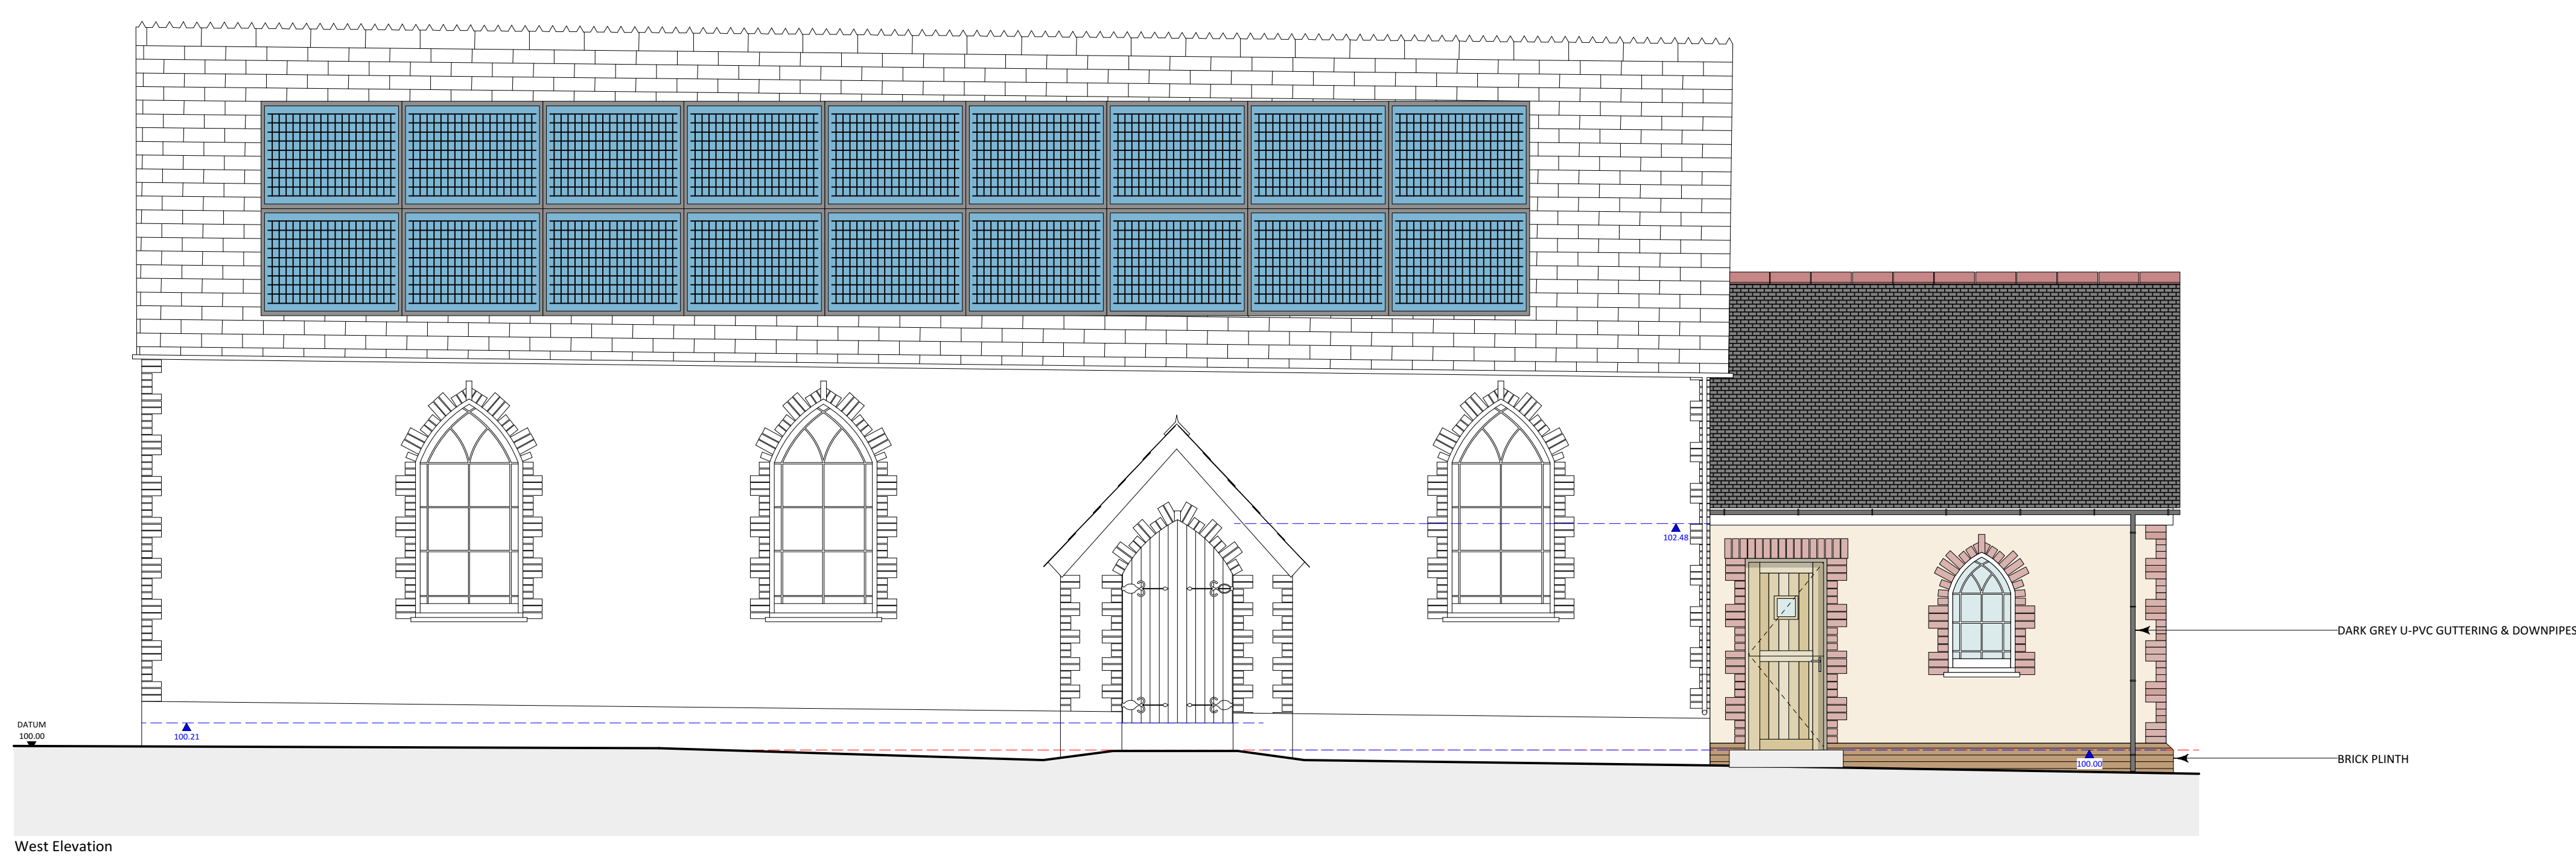 102.48
DARK GREY U-PVC GUTTERING & DOWNPIPES
DATUM
100.00
100.21
100.00
BRICK PLINTH
West Elevation